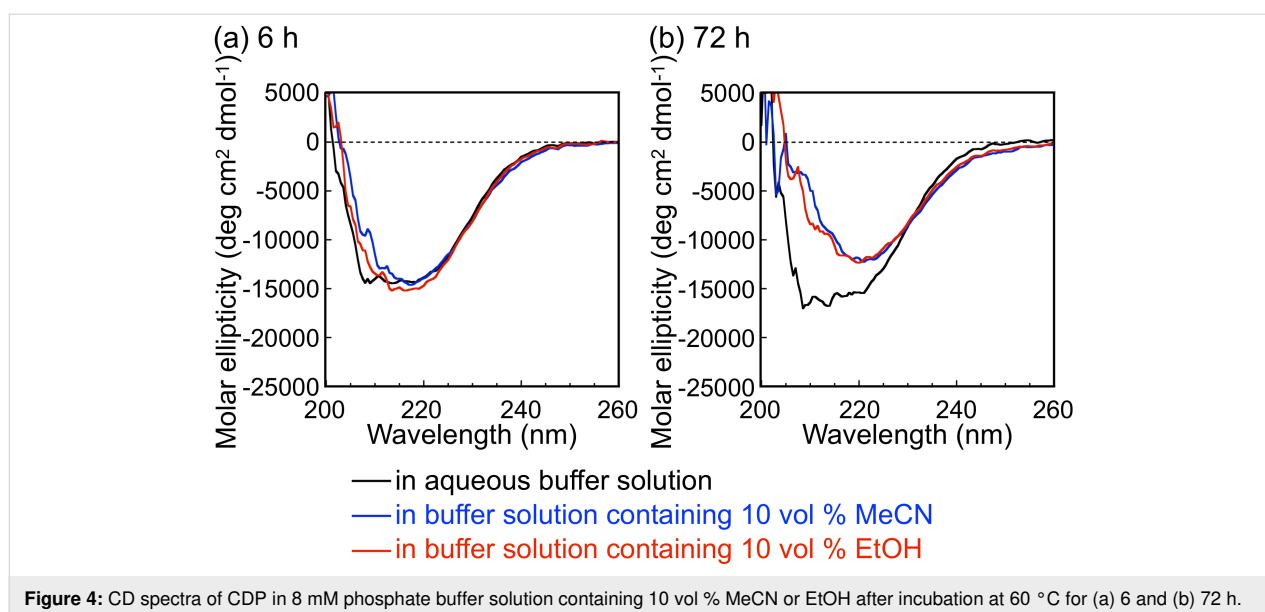 (a) 6 h
(b) 72 h
Molar ellipticity (deg cm² dmol⁻¹)
5000
0
-5000
-10000
-15000
-20000
-25000
200
220
240
260
Wavelength (nm)
Molar ellipticity (deg cm² dmol⁻¹)
5000
0
-5000
-10000
-15000
-20000
-25000
200
220
240
260
Wavelength (nm)
in aqueous buffer solution
in buffer solution containing 10 vol % MeCN
in buffer solution containing 10 vol % EtOH
Figure 4: CD spectra of CDP in 8 mM phosphate buffer solution containing 10 vol % MeCN or EtOH after incubation at 60 °C for (a) 6 and (b) 72 h.